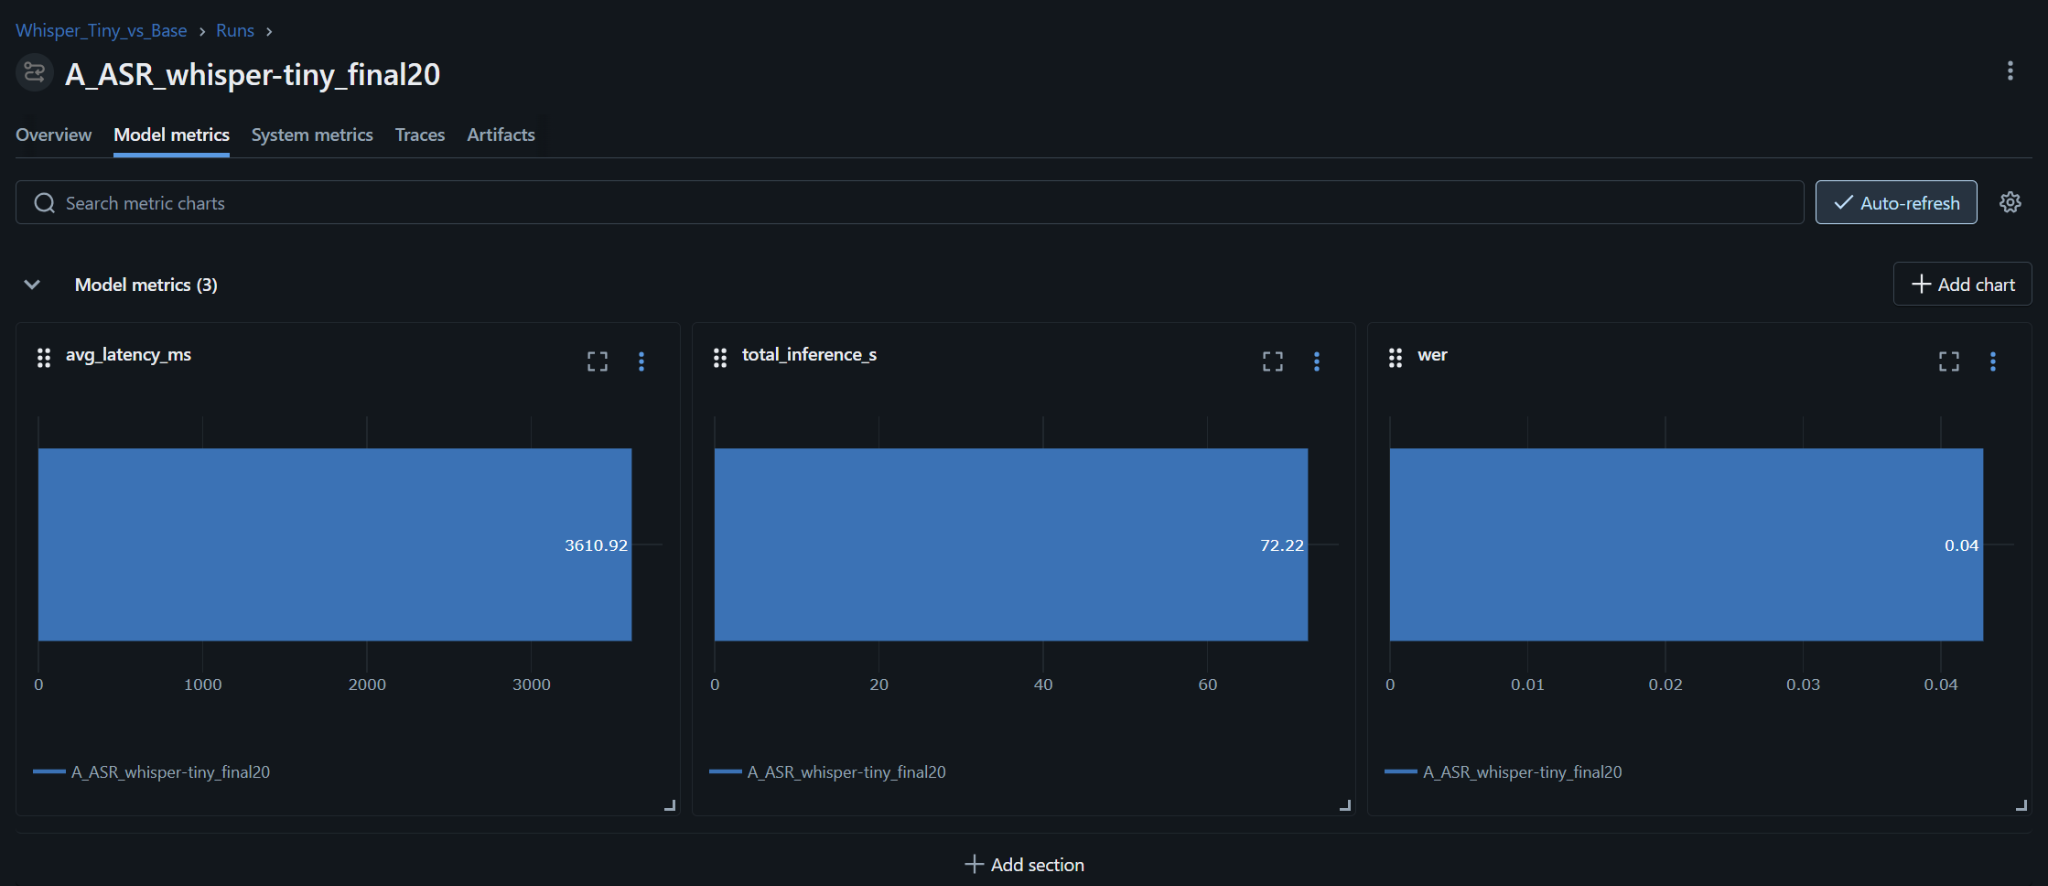 Whisper_Tiny_vs_Base > Runs >
A_ASR_whisper-tiny_final20
Overview Model metrics System metrics Traces Artifacts
Search metric charts
Auto-refresh
Model metrics (3)
Add chart
avg_latency_ms
3610.92
0 1000 2000 3000
A_ASR_whisper-tiny_final20
total_inference_s
72.22
0 20 40 60
A_ASR_whisper-tiny_final20
wer
0.04
0 0.01 0.02 0.03 0.04
A_ASR_whisper-tiny_final20
Add section